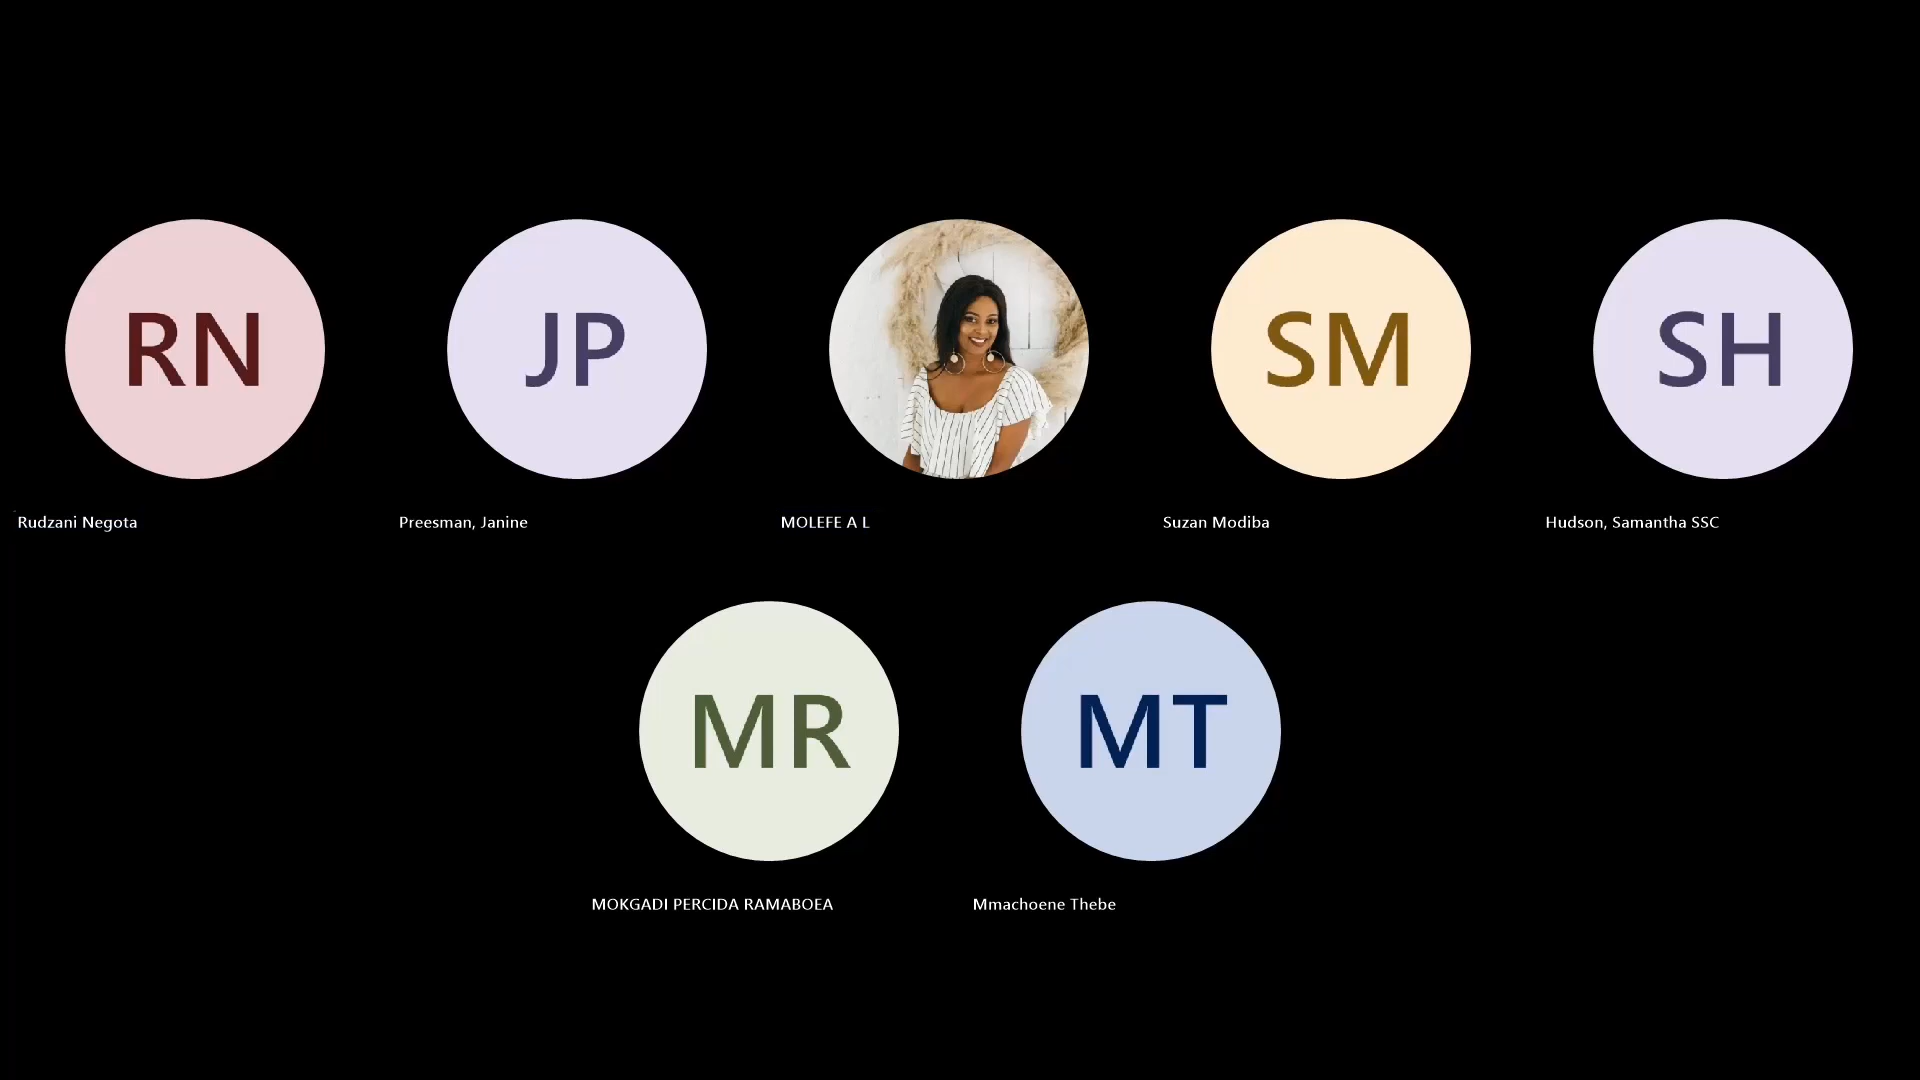 RN
JP
SM
SH
Rudzani Negota
Preesman, Janine
MOLEFE A L
Suzan Modiba
Hudson, Samantha SSC
MR
MT
MOKGADI PERCIDA RAMABOEA
Mmachoene Thebe